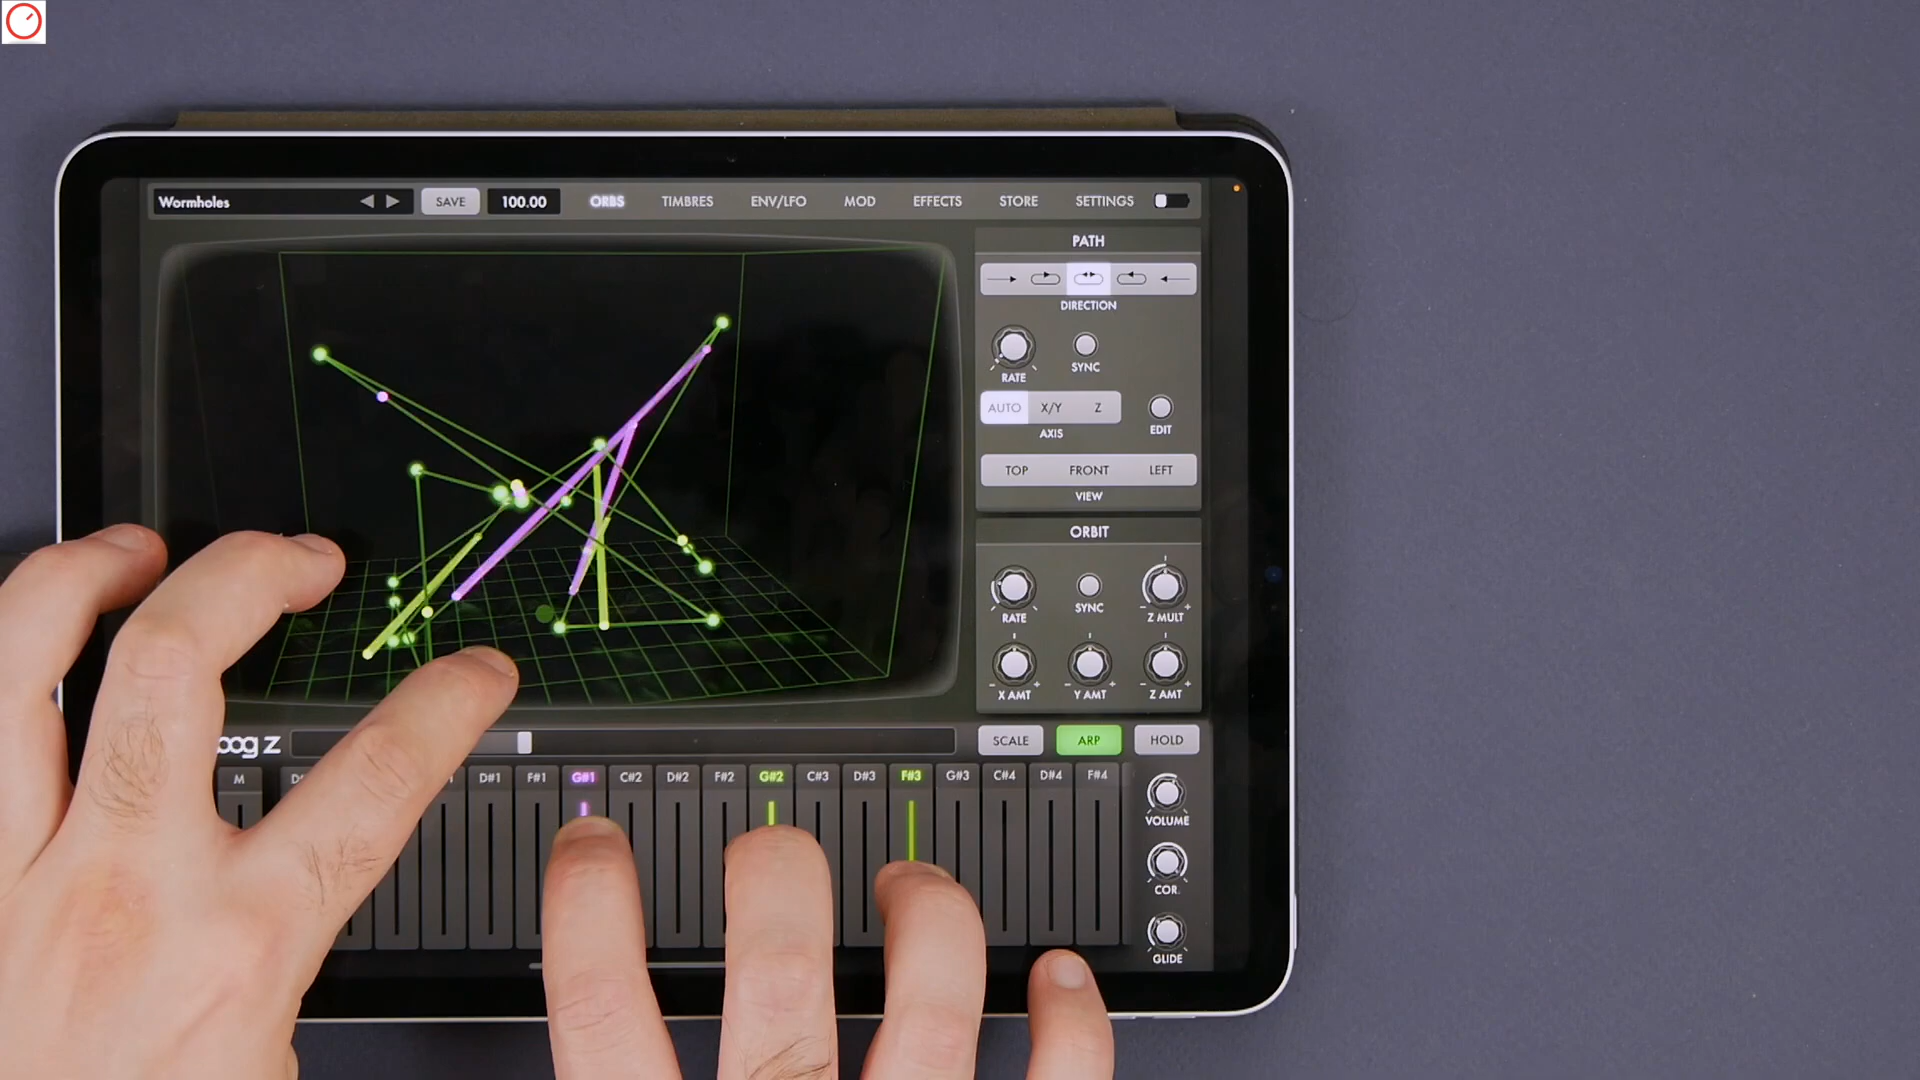 Wormholes
SAVE
100.00
ORBS
TIMBRES
ENV/LFO
MOD
EFFECTS
STORE
SETTINGS
PATH
DIRECTION
RATE
SYNC
AUTO
X/Y
Z
AXIS
EDIT
TOP
FRONT
LEFT
VIEW
ORBIT
RATE
SYNC
Z MULT
X AMT
Y AMT
Z AMT
oog Z
SCALE
ARP
HOLD
M
D#1
F#1
G#1
C#2
D#2
F#2
G#2
C#3
D#3
F#3
G#3
C#4
D#4
F#4
VOLUME
COR.
GLIDE